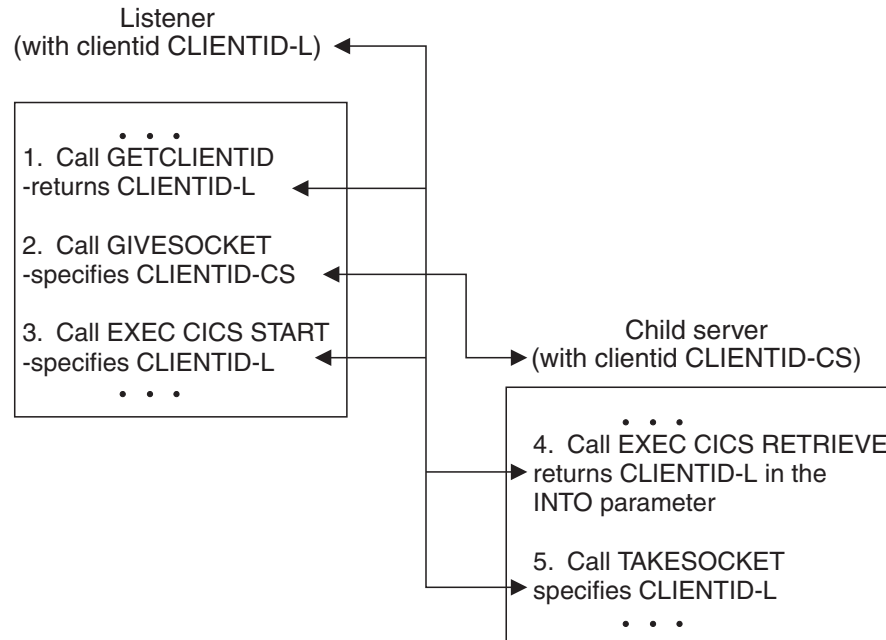 Listener
(with clientid CLIENTID-L)
. . .
1. Call GETCLIENTID
-returns CLIENTID-L
2. Call GIVESOCKET
-specifies CLIENTID-CS
3. Call EXEC CICS START
-specifies CLIENTID-L
. . .
Child server
(with clientid CLIENTID-CS)
. . .
4. Call EXEC CICS RETRIEVE
returns CLIENTID-L in the
INTO parameter
5. Call TAKESOCKET
specifies CLIENTID-L
. . .